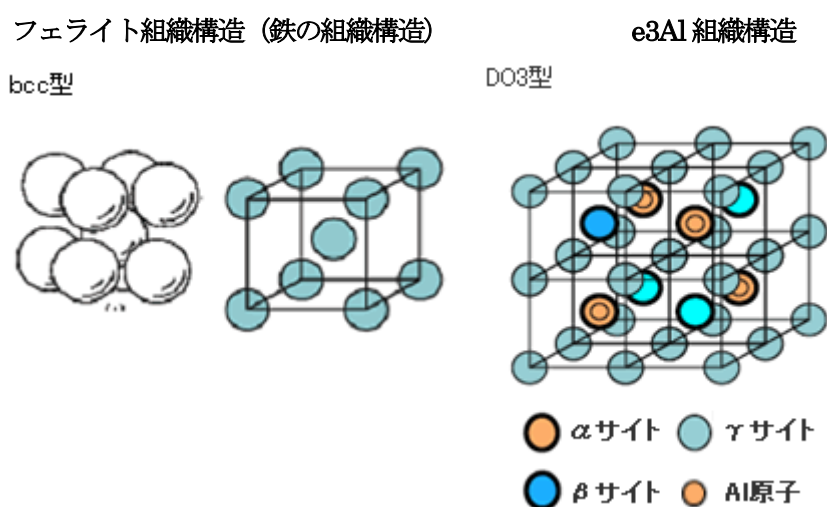 フェライト組織構造（鉄の組織構造）
e3Al 組織構造
bcc型
DO3型
αサイト
γサイト
βサイト
Al原子